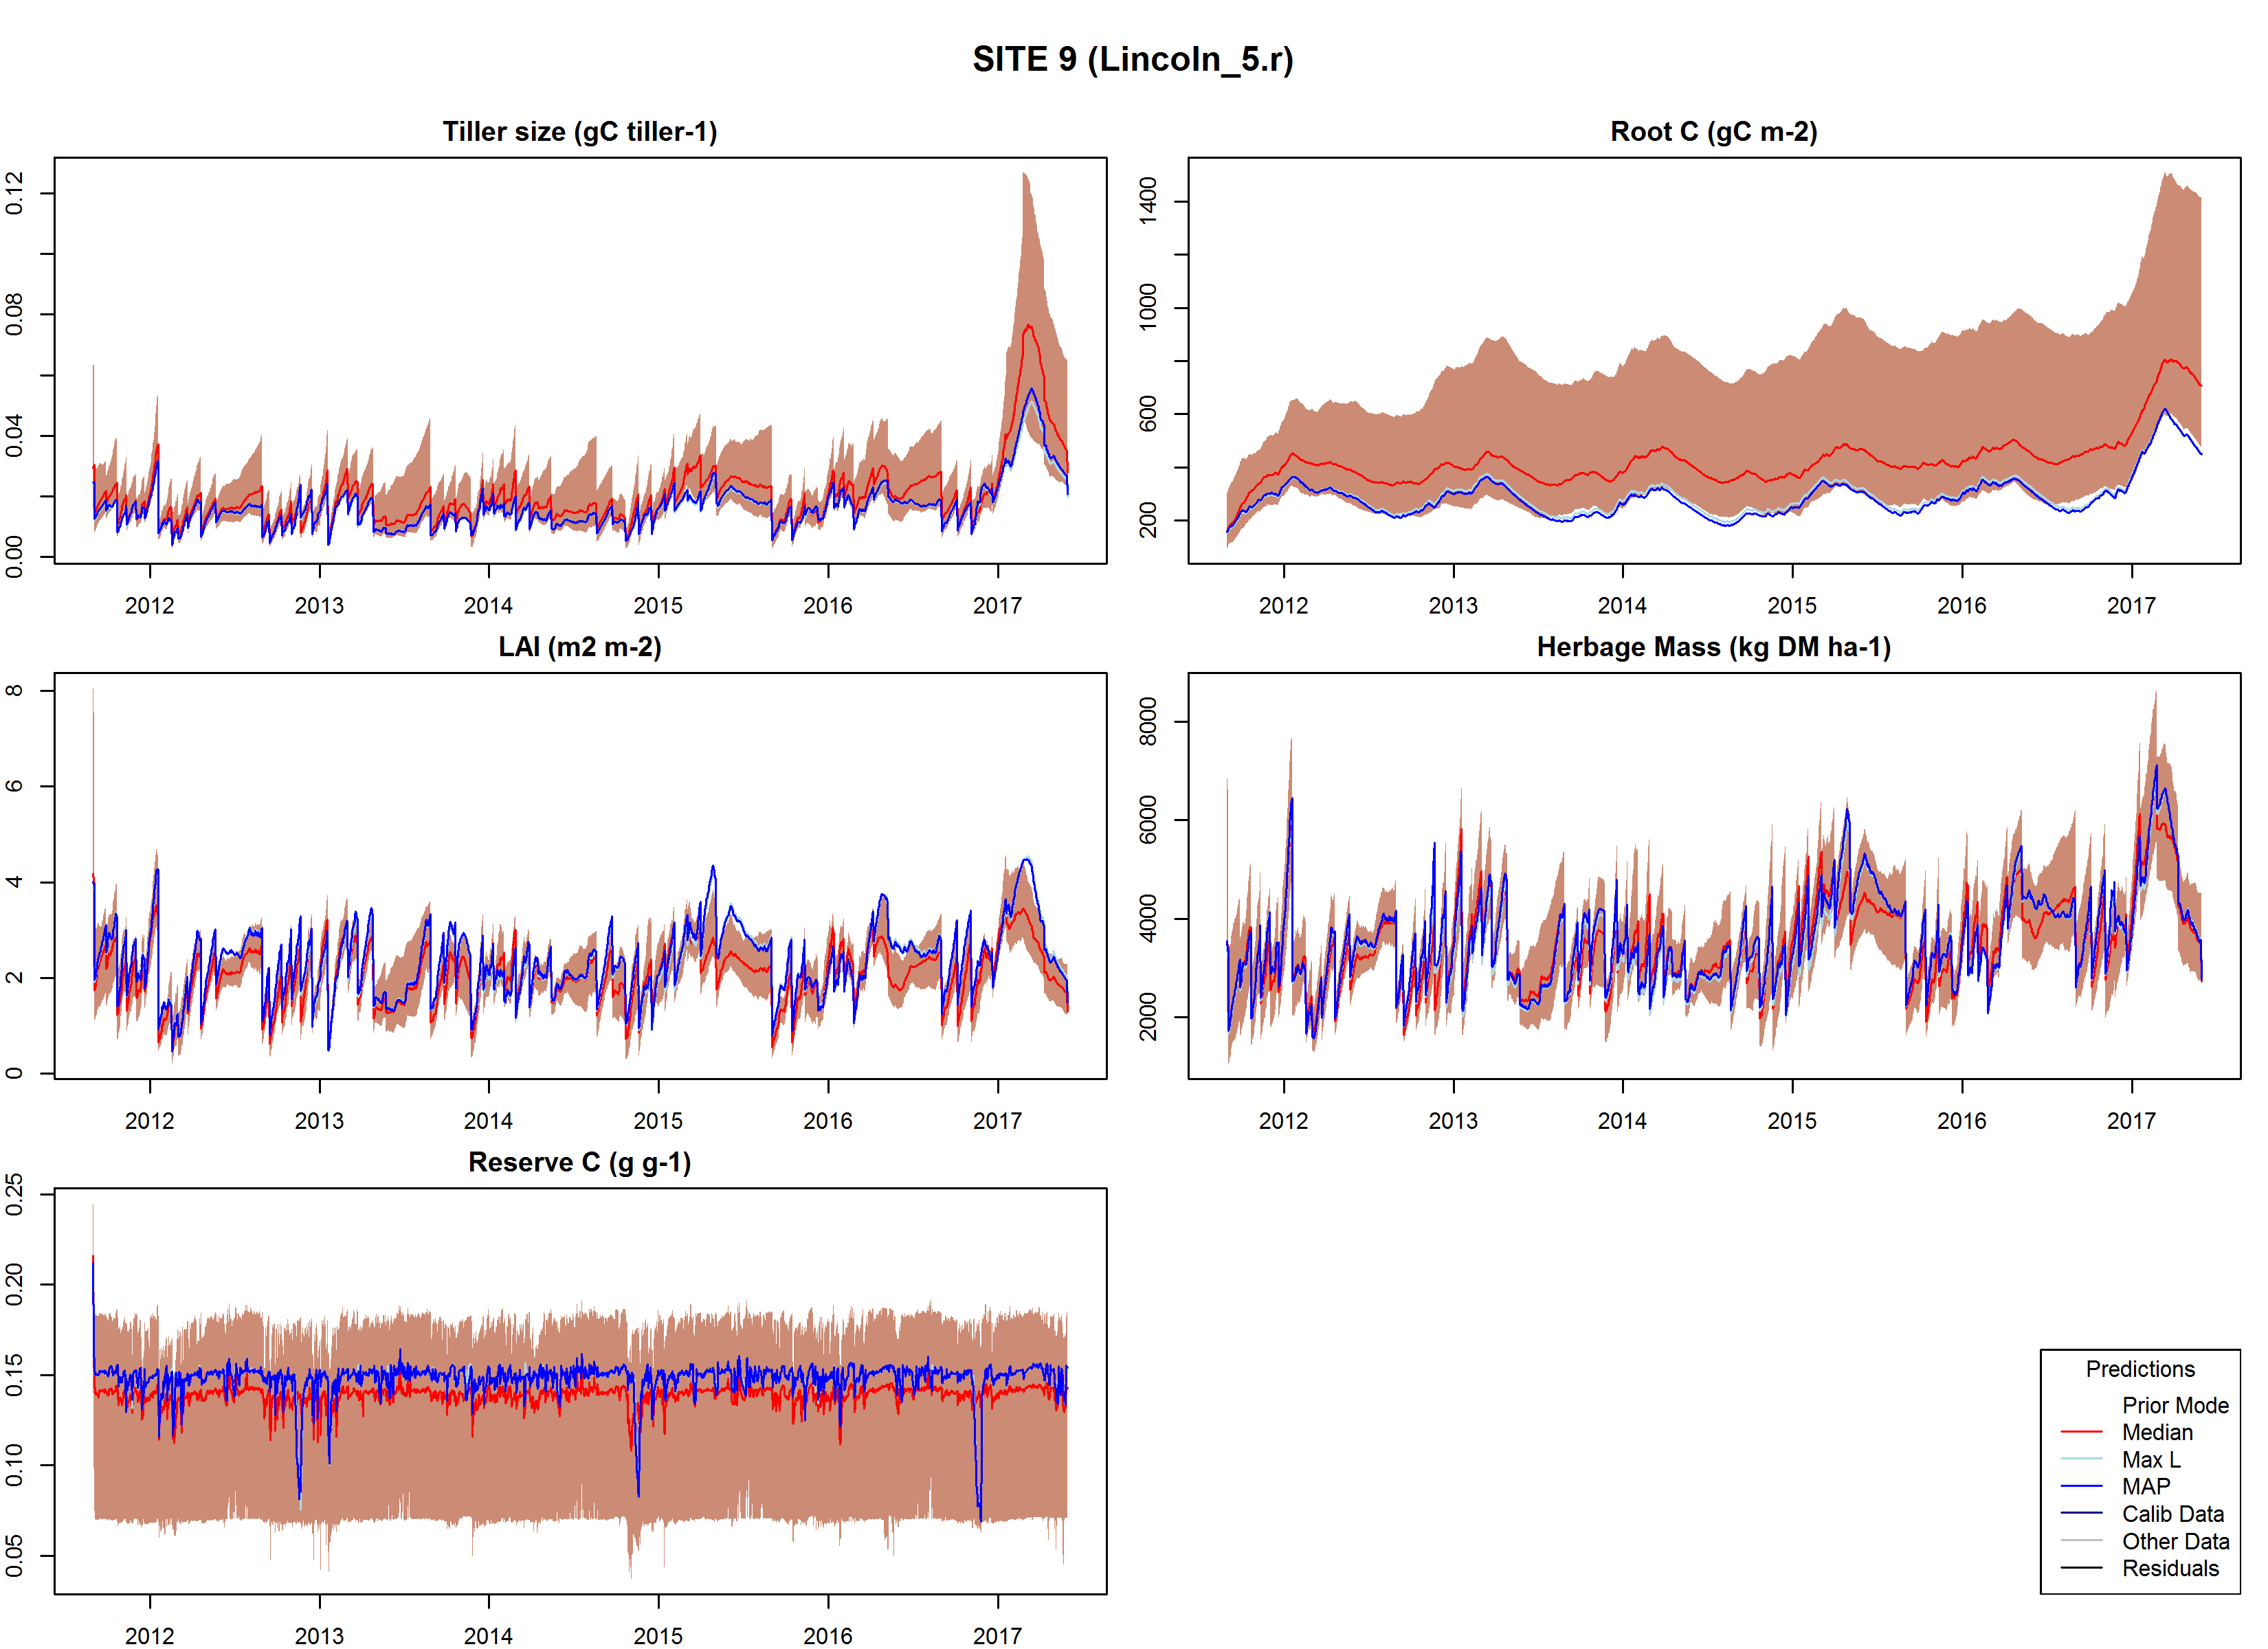 SITE 9 (Lincoln_5.r)
Tiller size (gC tiller-1)
0.00 0.04 0.08 0.12
2012 2013 2014 2015 2016 2017
Root C (gC m-2)
200 600 1000 1400
2012 2013 2014 2015 2016 2017
LAI (m2 m-2)
0 2 4 6 8
2012 2013 2014 2015 2016 2017
Herbage Mass (kg DM ha-1)
2000 4000 6000 8000
2012 2013 2014 2015 2016 2017
Reserve C (g g-1)
0.05 0.10 0.15 0.20 0.25
2012 2013 2014 2015 2016 2017
Predictions
Prior Mode
Median
Max L
MAP
Calib Data
Other Data
Residuals